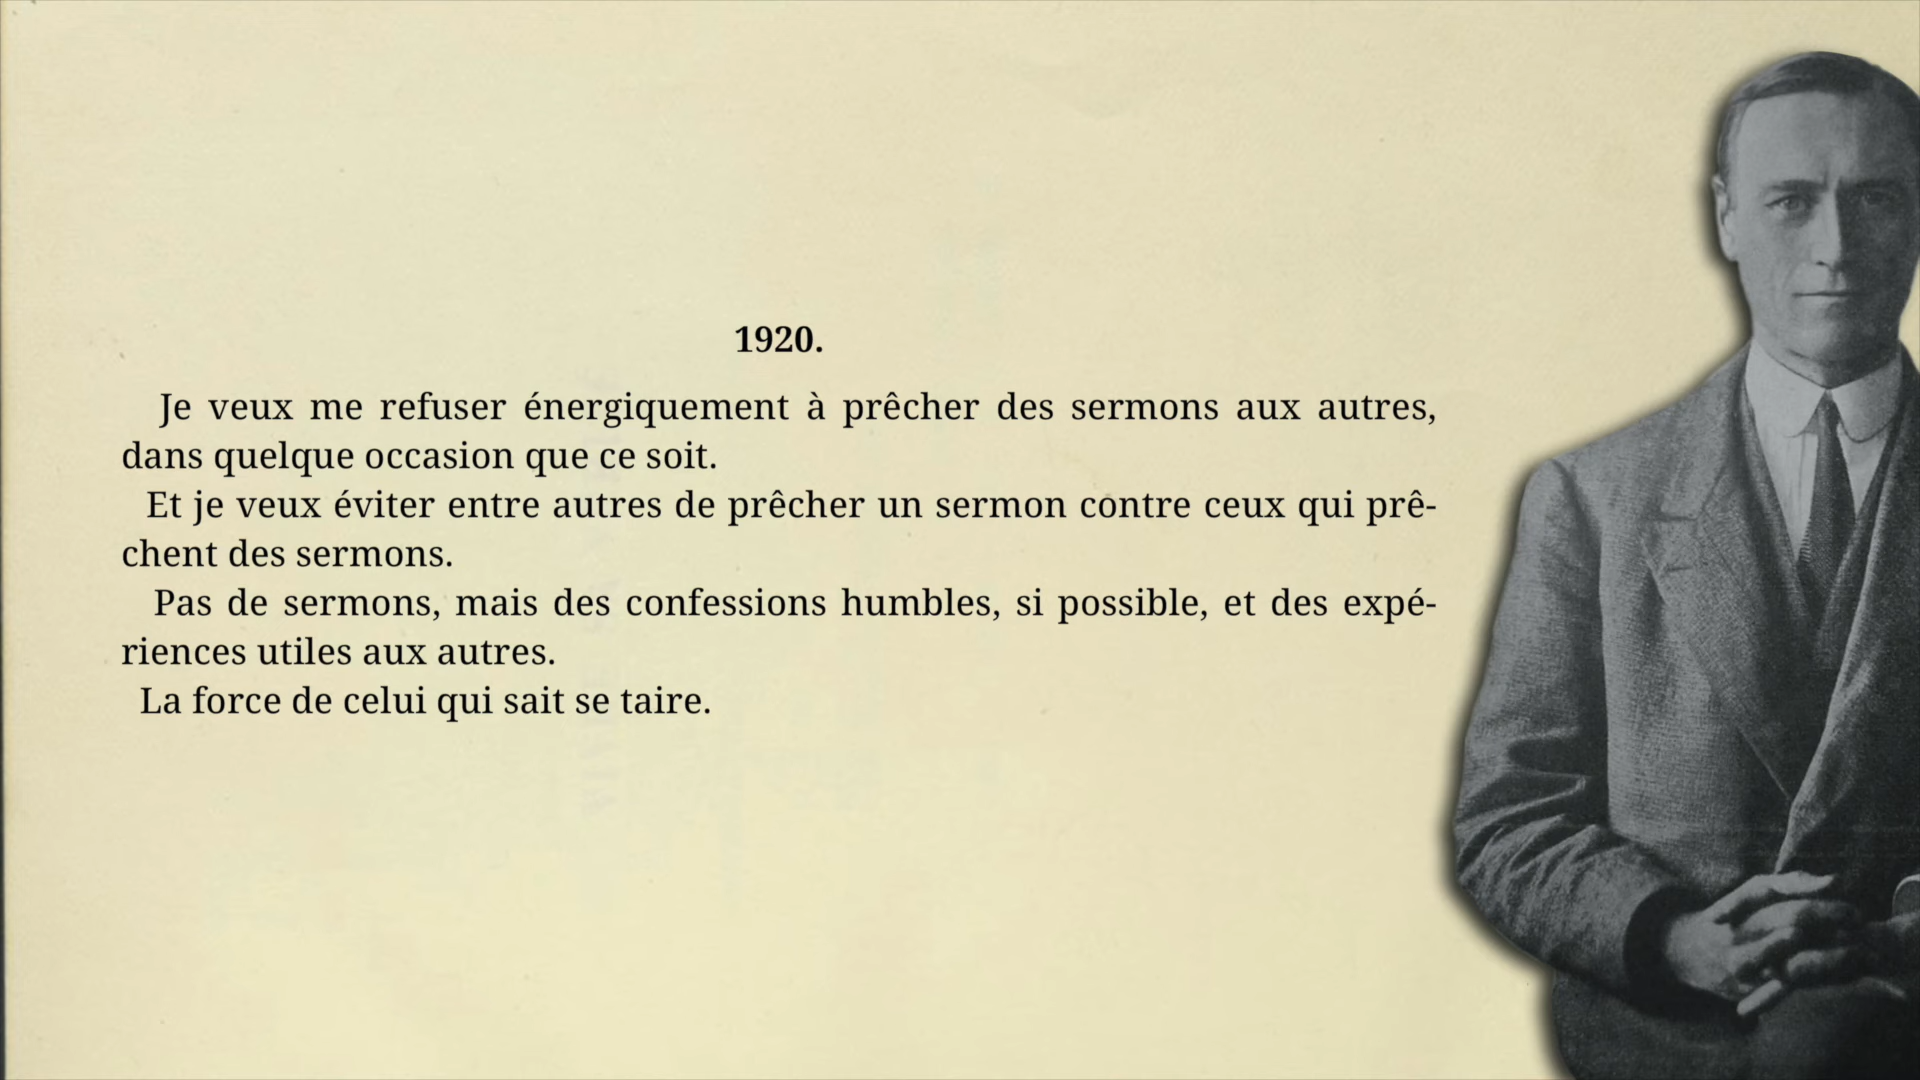 1920.
Je veux me refuser énergiquement à prêcher des sermons aux autres,
dans quelque occasion que ce soit.
Et je veux éviter entre autres de prêcher un sermon contre ceux qui prê-
chent des sermons.
Pas de sermons, mais des confessions humbles, si possible, et des expé-
riences utiles aux autres.
La force de celui qui sait se taire.